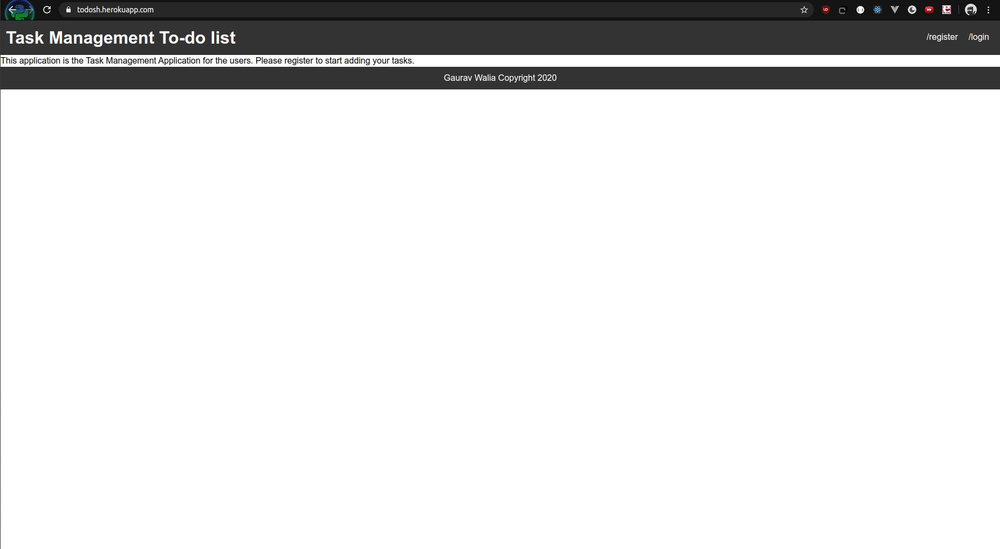 todosh.herokuapp.com
Task Management To-do list
/register
/login
This application is the Task Management Application for the users. Please register to start adding your tasks.
Gaurav Walia Copyright 2020